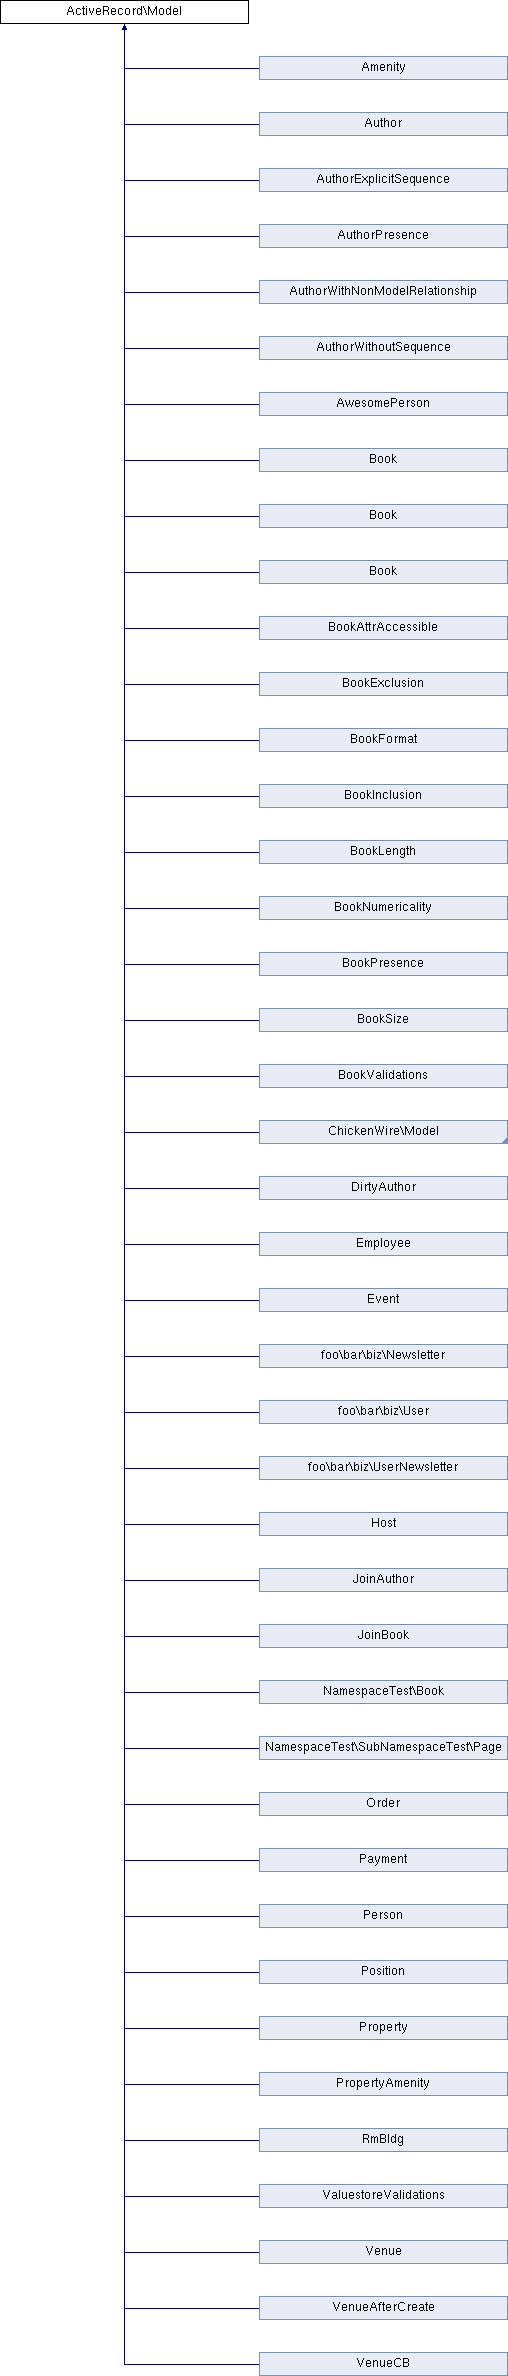 ActiveRecord\Model
Amenity
Author
AuthorExplicitSequence
AuthorPresence
AuthorWithNonModelRelationship
AuthorWithoutSequence
AwesomePerson
Book
Book
Book
BookAttrAccessible
BookExclusion
BookFormat
BookInclusion
BookLength
BookNumericality
BookPresence
BookSize
BookValidations
ChickenWire\Model
DirtyAuthor
Employee
Event
foo\bar\biz\Newsletter
foo\bar\biz\User
foo\bar\biz\UserNewsletter
Host
JoinAuthor
JoinBook
NamespaceTest\Book
NamespaceTest\SubNamespaceTest\Page
Order
Payment
Person
Position
Property
PropertyAmenity
RmBldg
ValuestoreValidations
Venue
VenueAfterCreate
VenueCB